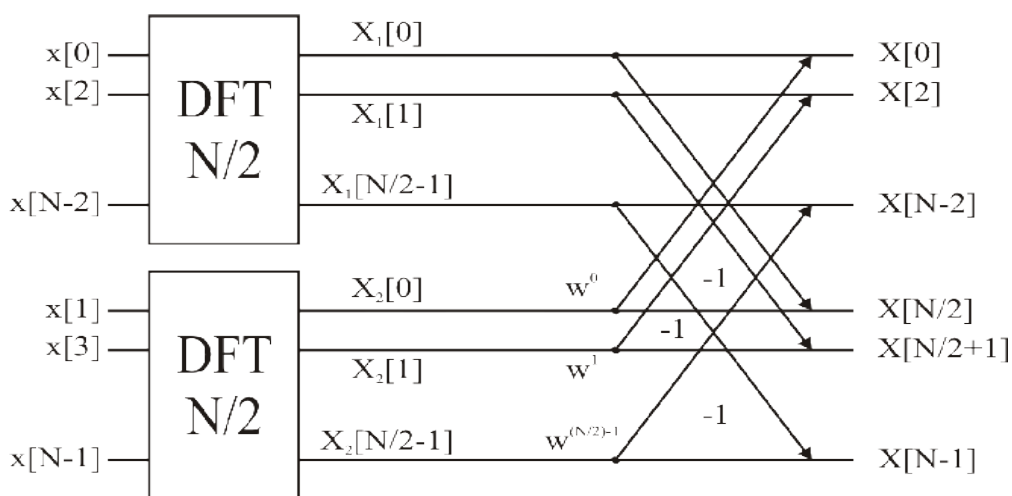 x[0]
x[2]
x[N-2]
DFT
N/2
X₁[0]
X₁[1]
X₁[N/2-1]
X[0]
X[2]
X[N-2]
x[1]
x[3]
x[N-1]
DFT
N/2
X₂[0]
X₂[1]
X₂[N/2-1]
w⁰
w¹
w⁽ᴺ/²⁾⁻¹
-1
-1
-1
X[N/2]
X[N/2+1]
X[N-1]